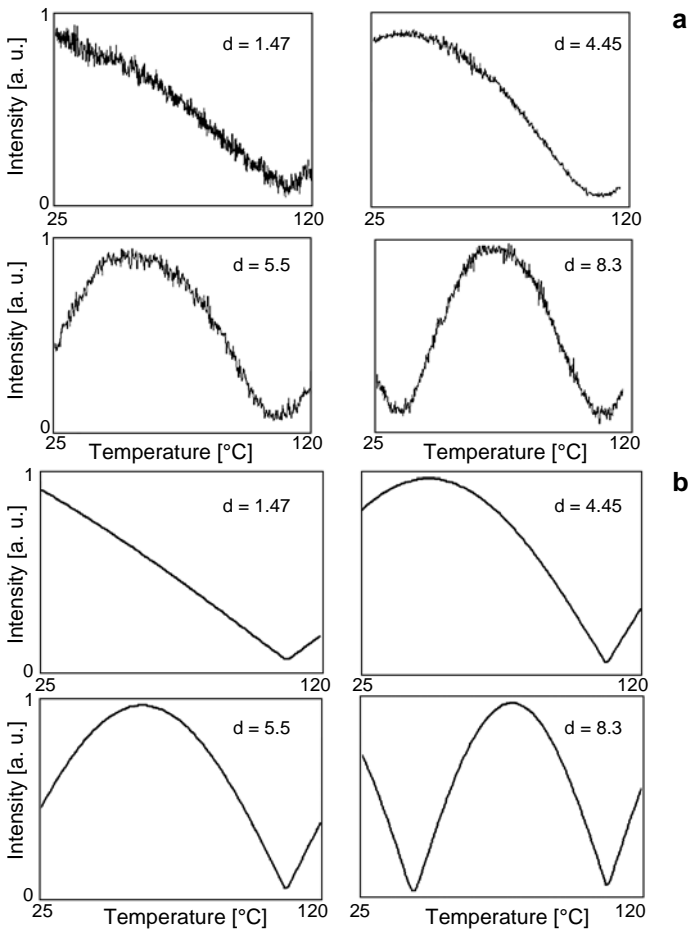 a
1
d = 1.47
d = 4.45
Intensity [a. u.]
0
25
120
25
120
1
d = 5.5
d = 8.3
Intensity [a. u.]
0
25
120
25
120
Temperature [°C]
Temperature [°C]
b
1
d = 1.47
d = 4.45
Intensity [a. u.]
0
25
120
25
120
1
d = 5.5
d = 8.3
Intensity [a. u.]
0
25
120
25
120
Temperature [°C]
Temperature [°C]